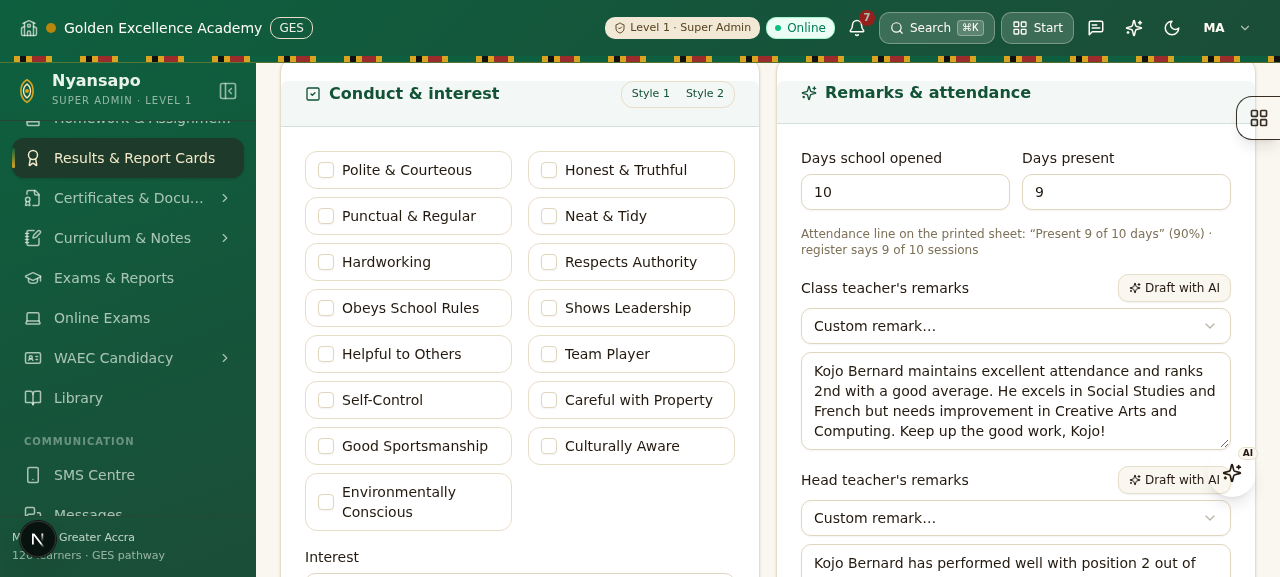 Golden Excellence Academy GES
Level 1 · Super Admin
Online
7
Search ⌘K
Start
MA
Nyansapo
SUPER ADMIN · LEVEL 1
Homework & Assignmen...
Results & Report Cards
Certificates & Docu...
Curriculum & Notes
Exams & Reports
Online Exams
WAEC Candidacy
Library
COMMUNICATION
SMS Centre
Messages
Greater Accra
GES pathway
N
Conduct & interest
Style 1 Style 2
Polite & Courteous
Honest & Truthful
Punctual & Regular
Neat & Tidy
Hardworking
Respects Authority
Obeys School Rules
Shows Leadership
Helpful to Others
Team Player
Self-Control
Careful with Property
Good Sportsmanship
Culturally Aware
Environmentally
Conscious
Interest
Remarks & attendance
Days school opened
Days present
10
9
Attendance line on the printed sheet: “Present 9 of 10 days” (90%) ·
register says 9 of 10 sessions
Class teacher's remarks
Draft with AI
Custom remark...
Kojo Bernard maintains excellent attendance and ranks
2nd with a good average. He excels in Social Studies and
French but needs improvement in Creative Arts and
Computing. Keep up the good work, Kojo!
AI
Head teacher's remarks
Draft with AI
Custom remark...
Kojo Bernard has performed well with position 2 out of